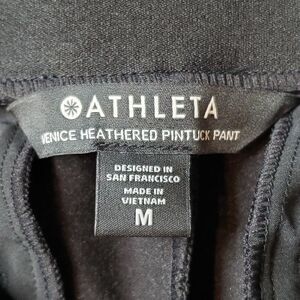 ATHLETA
VENICE HEATHERED PINTUCK PANT
DESIGNED IN
SAN FRANCISCO
MADE IN
VIETNAM
M